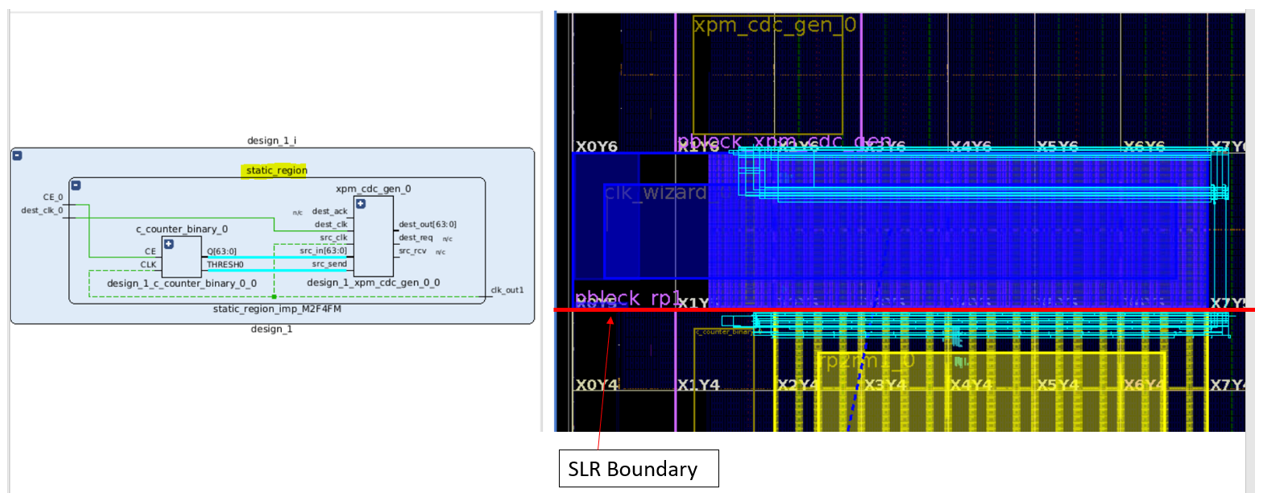 design_1_i
static_region
xpm_cdc_gen_0
CE_0
dest_clk_0
n/c dest_ack
dest_clk
src_clk
src_in[63:0]
src_send
dest_out[63:0]
dest_req n/c
src_rcv n/c
c_counter_binary_0
CE
CLK
Q[63:0]
THRESH0
design_1_c_counter_binary_0_0
design_1_xpm_cdc_gen_0_0
clk_out1
static_region_imp_M2F4FM
design_1
xpm_cdc_gen_0
pblock_xpm_cdc_gen
X0Y6 X1Y6 X2Y6 X3Y6 X4Y6 X5Y6 X6Y6 X7Y6
clk_wizard
pblock_rp1
X0Y5 X1Y5 X7Y5
c_counter_binary
rp2rm1_0
X0Y4 X1Y4 X2Y4 X3Y4 X4Y4 X5Y4 X6Y4 X7Y4
SLR Boundary